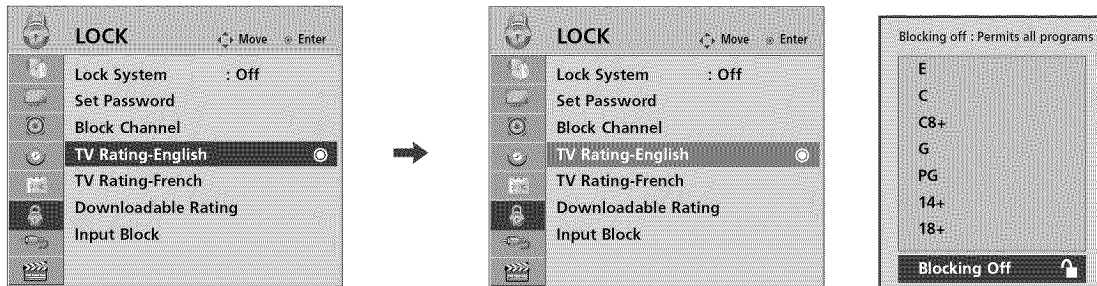 LOCK Move Enter
Lock System : Off
Set Password
Block Channel
TV Rating-English
TV Rating-French
Downloadable Rating
Input Block
LOCK Move Enter
Lock System : Off
Set Password
Block Channel
TV Rating-English
TV Rating-French
Downloadable Rating
Input Block
Blocking off : Permits all programs
E
C
C8+
G
PG
14+
18+
Blocking Off